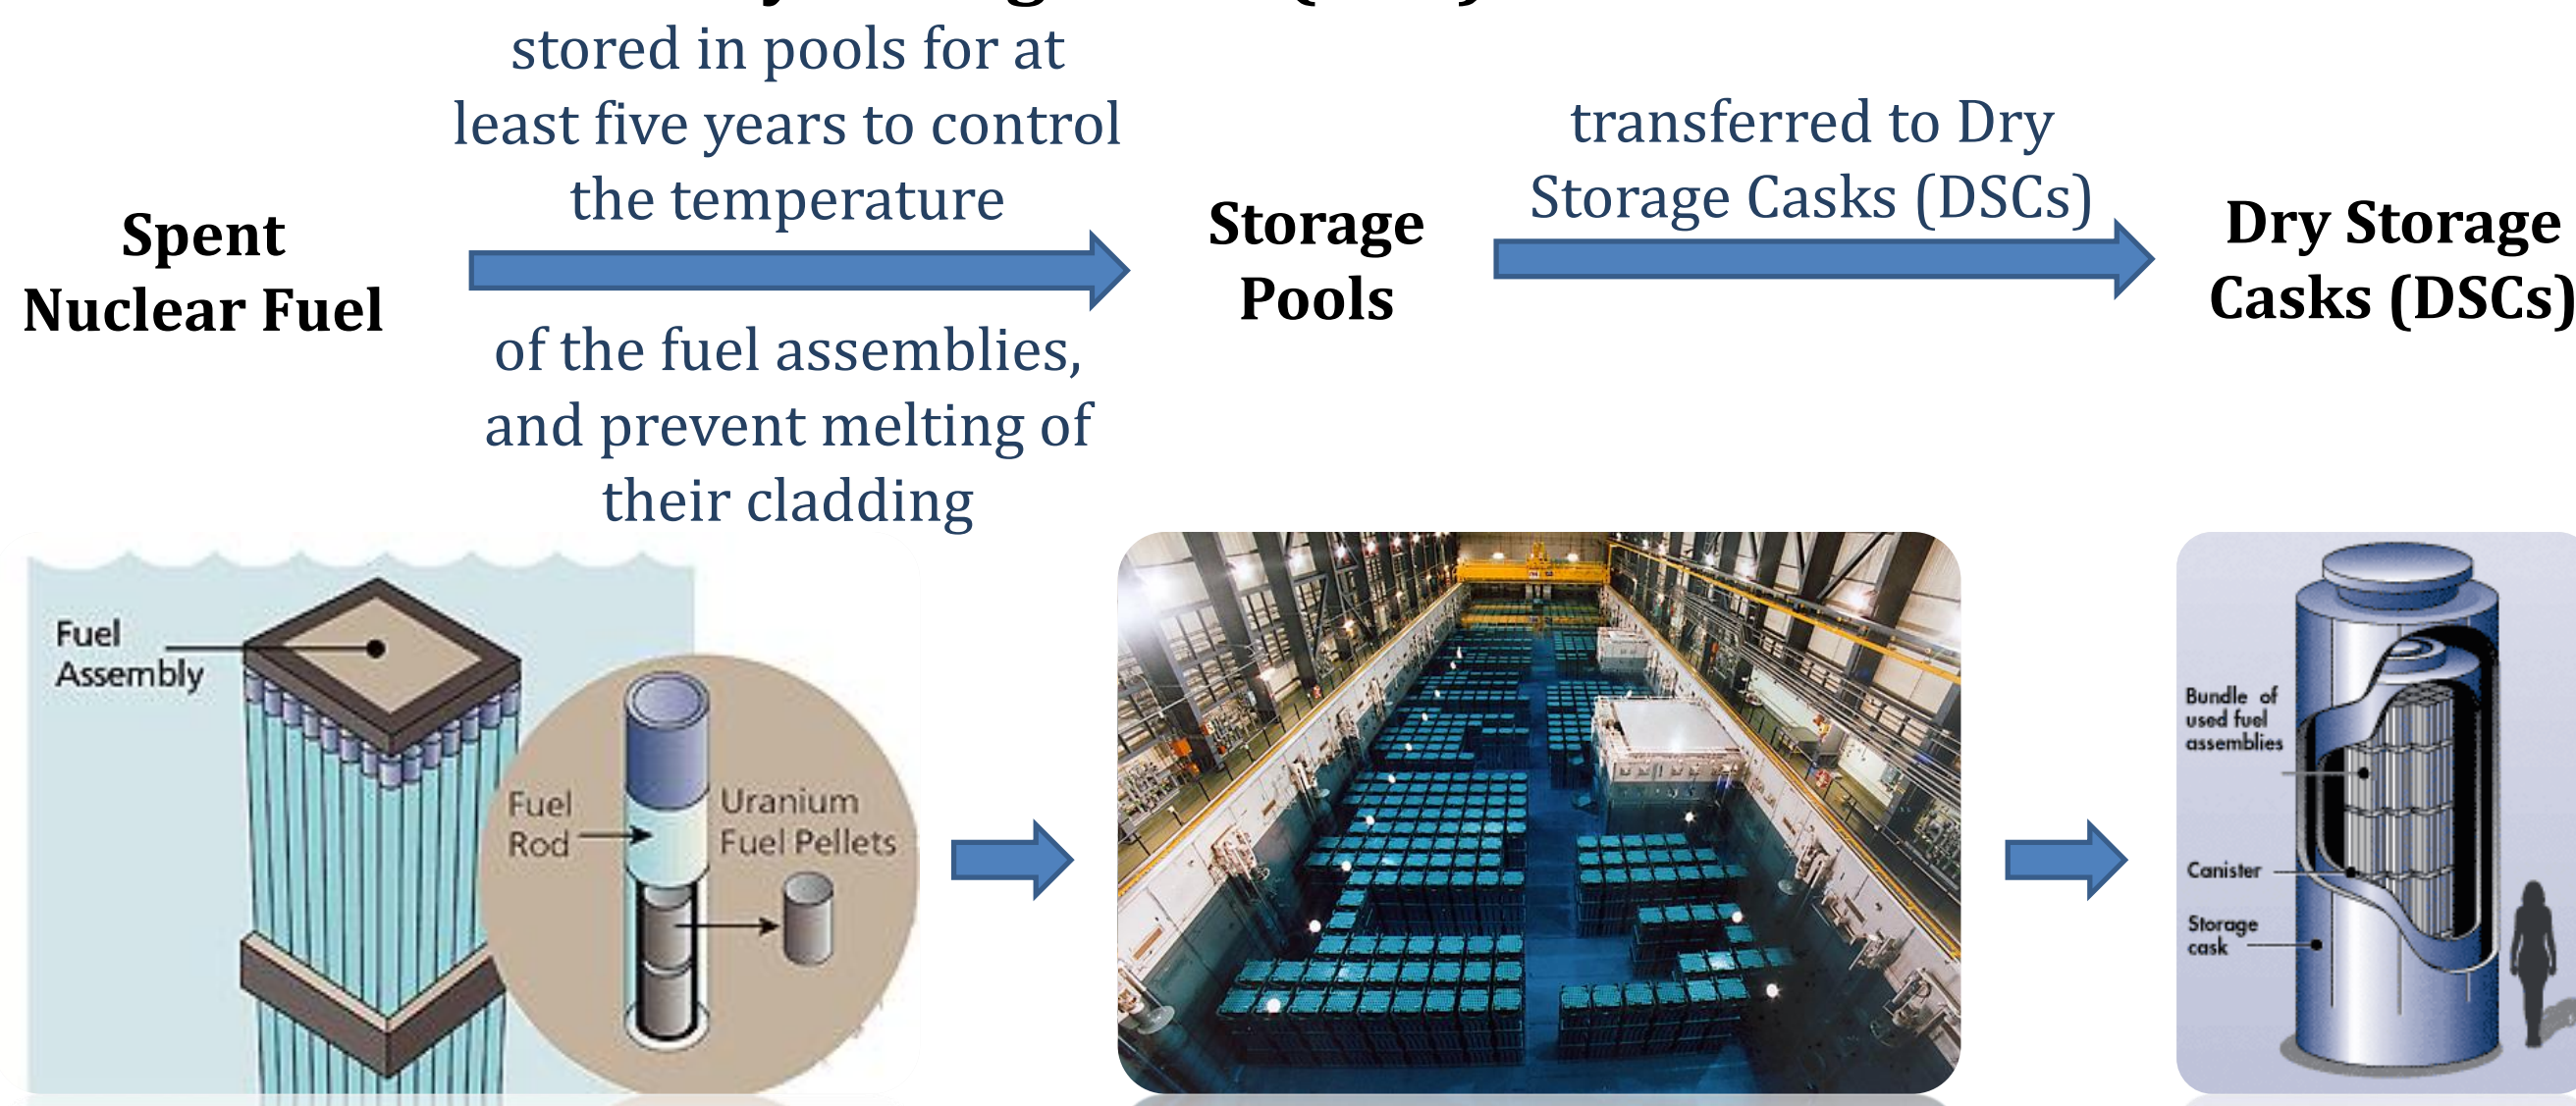 stored in pools for at
least five years to control
the temperature
Spent
Nuclear Fuel
of the fuel assemblies,
and prevent melting of
their cladding
Storage
Pools
transferred to Dry
Storage Casks (DSCs)
Dry Storage
Casks (DSCs)
Fuel
Assembly
Fuel
Rod
Uranium
Fuel Pellets
Bundle of
used fuel
assemblies
Canister
Storage
cask